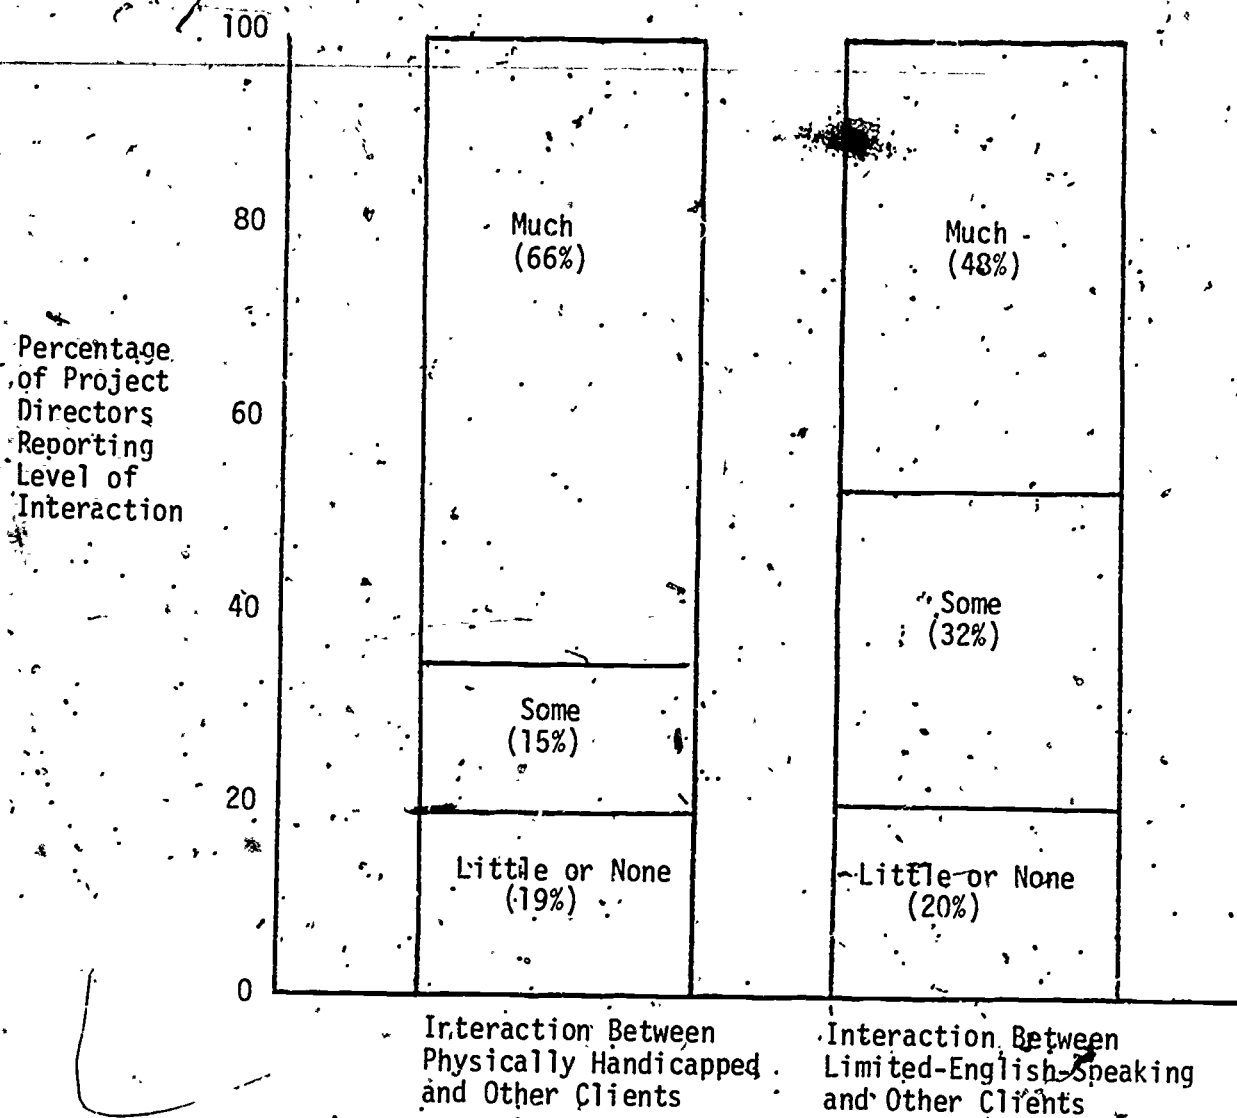 100
80
60
40
20
0
Percentage
of Project
Directors
Reporting
Level of
Interaction
Much
(66%)
Some
(15%)
Little or None
(19%)
Much
(48%)
Some
(32%)
Little or None
(20%)
Interaction Between
Physically Handicapped
and Other Clients
Interaction Between
Limited-English-Speaking
and Other Clients